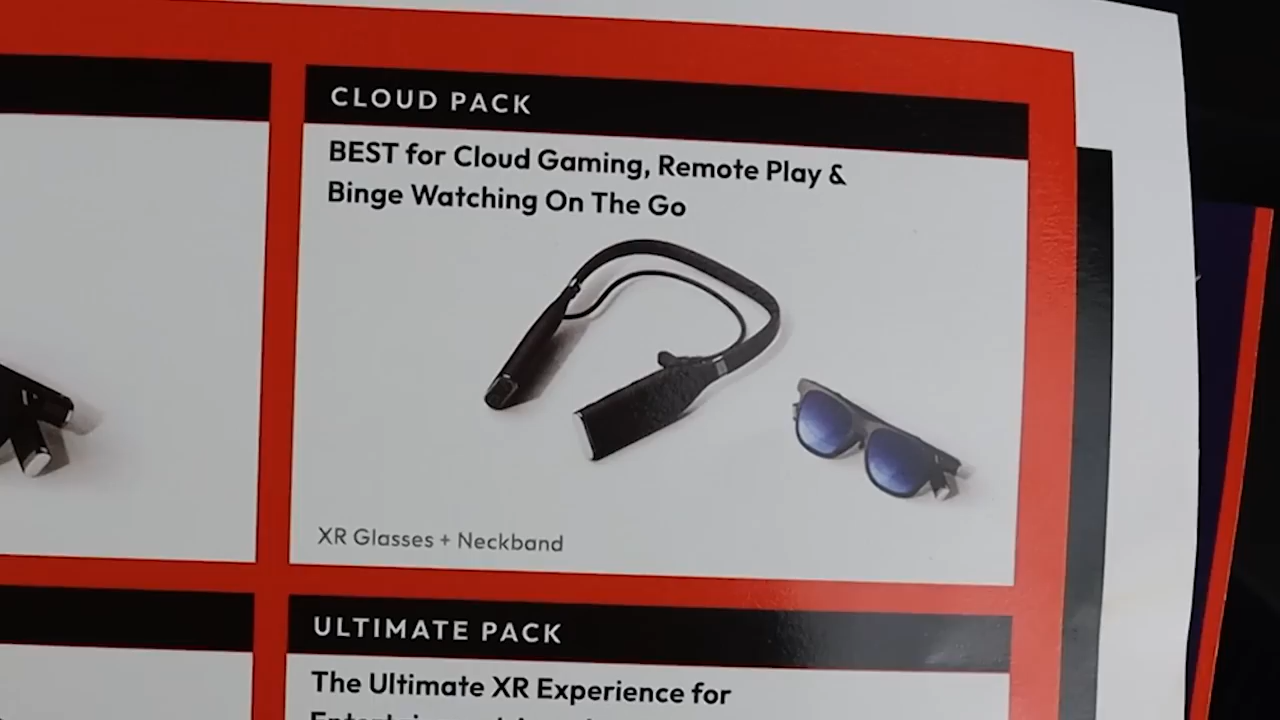 CLOUD PACK
BEST for Cloud Gaming, Remote Play &
Binge Watching On The Go
XR Glasses + Neckband
ULTIMATE PACK
The Ultimate XR Experience for